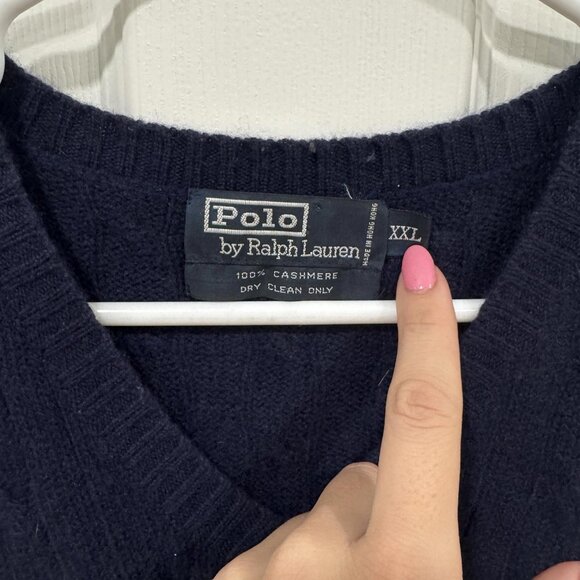 Polo
by Ralph Lauren
MADE IN HONG KONG
XXL
100% CASHMERE
DRY CLEAN ONLY